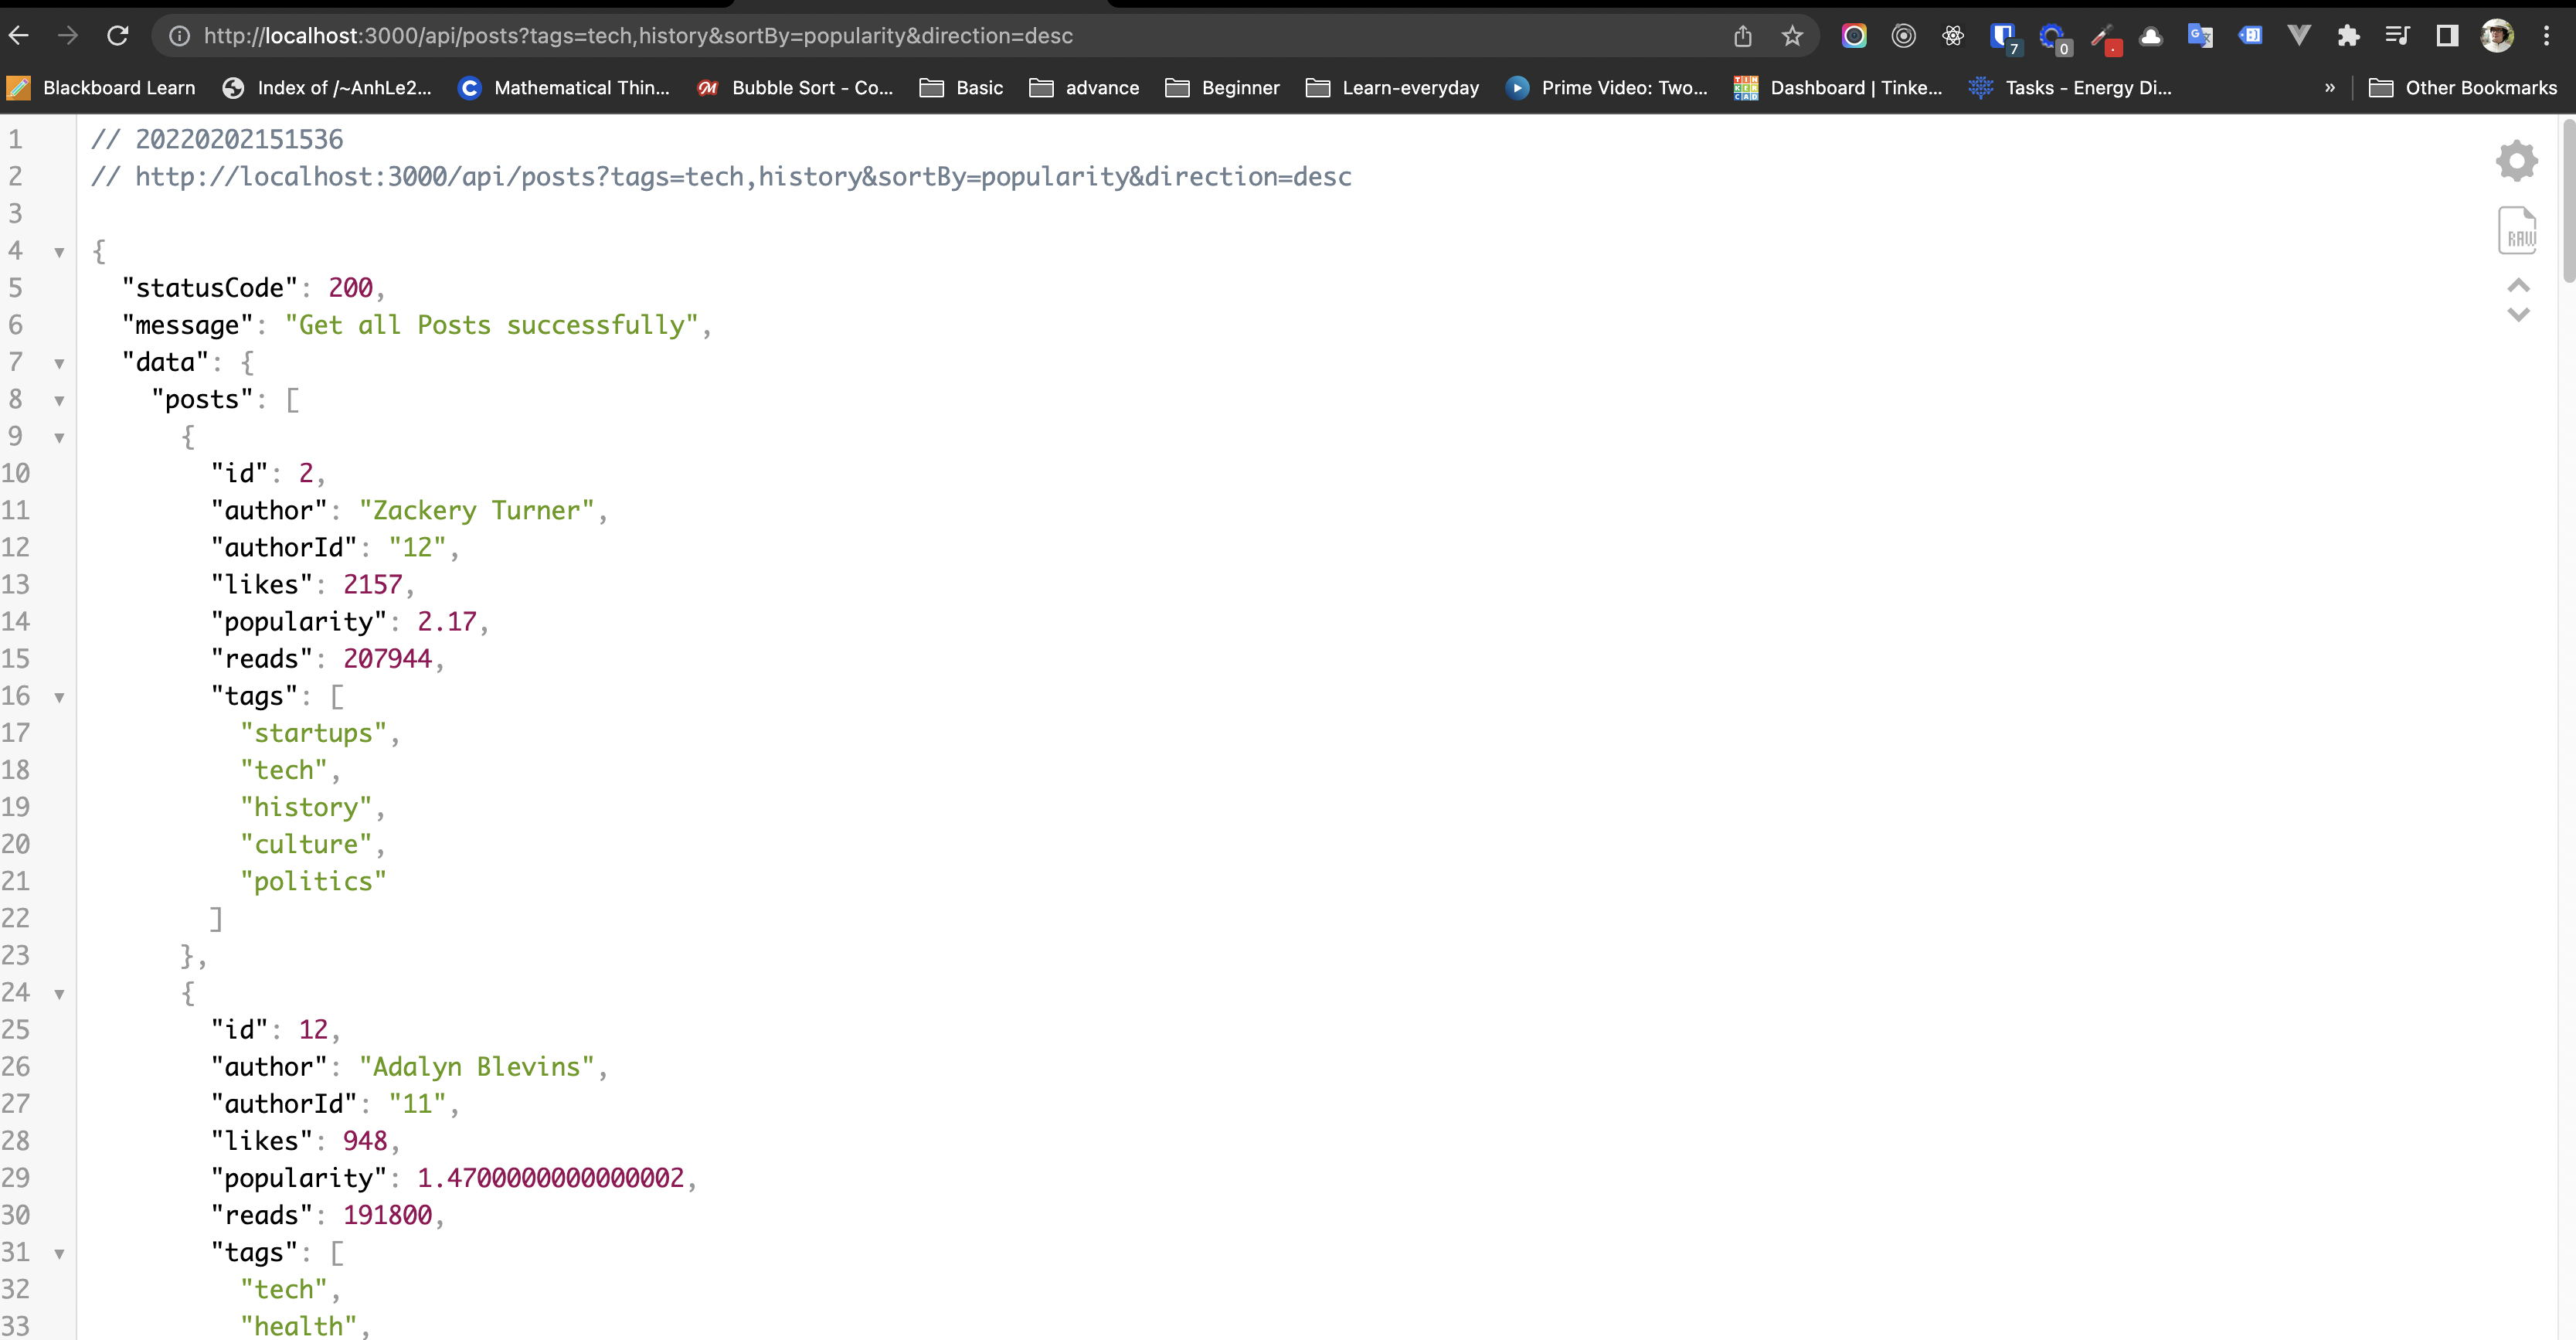 http://localhost:3000/api/posts?tags=tech,history&sortBy=popularity&direction=desc
7
0
Blackboard Learn
Index of /~AnhLe2...
Mathematical Thin...
Bubble Sort - Co...
Basic
advance
Beginner
Learn-everyday
Prime Video: Two...
Dashboard | Tinke...
Tasks - Energy Di...
»
Other Bookmarks
1 // 20220202151536
2 // http://localhost:3000/api/posts?tags=tech,history&sortBy=popularity&direction=desc
3
4 {
5 "statusCode": 200,
6 "message": "Get all Posts successfully",
7 "data": {
8 "posts": [
9 {
10 "id": 2,
11 "author": "Zackery Turner",
12 "authorId": "12",
13 "likes": 2157,
14 "popularity": 2.17,
15 "reads": 207944,
16 "tags": [
17 "startups",
18 "tech",
19 "history",
20 "culture",
21 "politics"
22 ]
23 },
24 {
25 "id": 12,
26 "author": "Adalyn Blevins",
27 "authorId": "11",
28 "likes": 948,
29 "popularity": 1.4700000000000002,
30 "reads": 191800,
31 "tags": [
32 "tech",
33 "health",
RAW